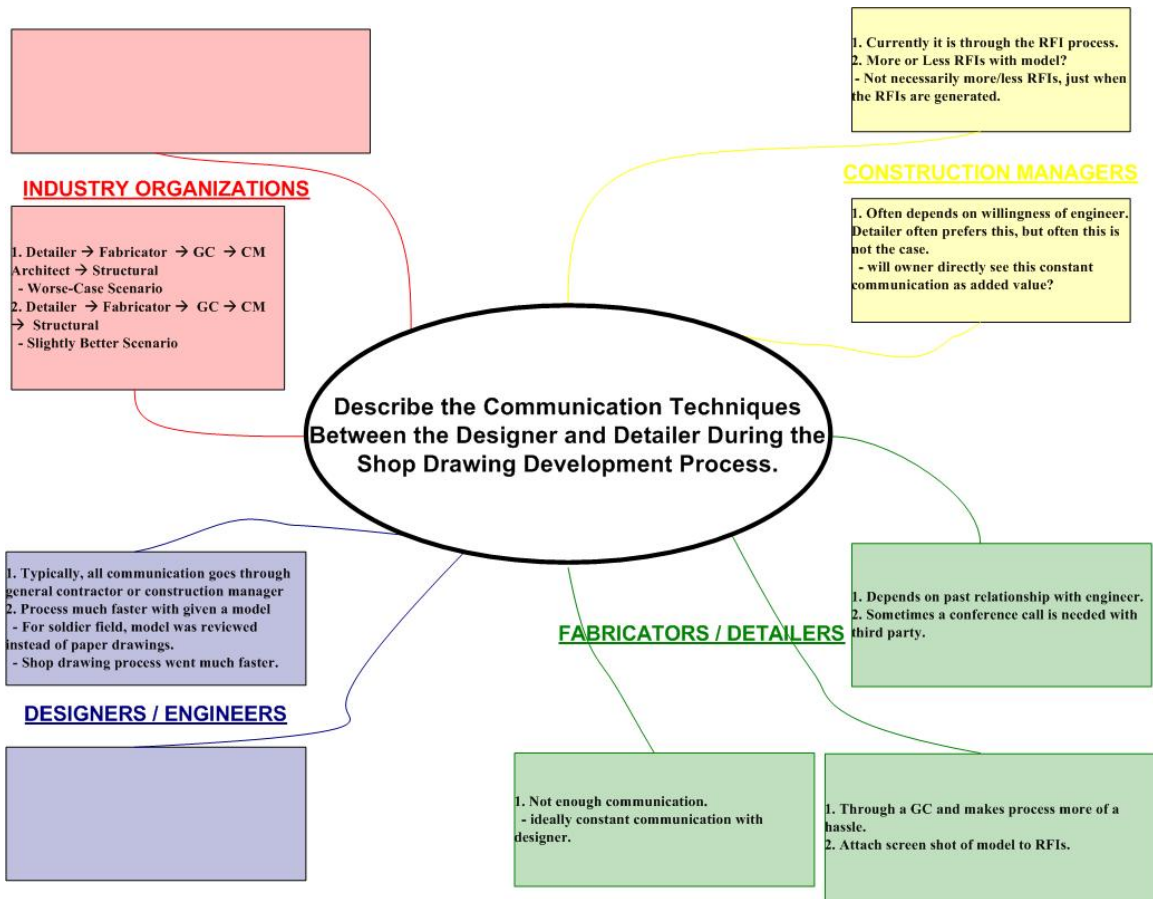 INDUSTRY ORGANIZATIONS
1. Detailer → Fabricator → GC → CM
Architect → Structural
- Worse-Case Scenario
2. Detailer → Fabricator → GC → CM
→ Structural
- Slightly Better Scenario
1. Currently it is through the RFI process.
2. More or Less RFIs with model?
- Not necessarily more/less RFIs, just when
the RFIs are generated.
CONSTRUCTION MANAGERS
1. Often depends on willingness of engineer.
Detailer often prefers this, but often this is
not the case.
- will owner directly see this constant
communication as added value?
Describe the Communication Techniques
Between the Designer and Detailer During the
Shop Drawing Development Process.
1. Typically, all communication goes through
general contractor or construction manager
2. Process much faster with given a model
- For soldier field, model was reviewed
instead of paper drawings.
- Shop drawing process went much faster.
DESIGNERS / ENGINEERS
1. Depends on past relationship with engineer.
2. Sometimes a conference call is needed with
third party.
FABRICATORS / DETAILERS
1. Not enough communication.
- ideally constant communication with
designer.
1. Through a GC and makes process more of a
hassle.
2. Attach screen shot of model to RFIs.